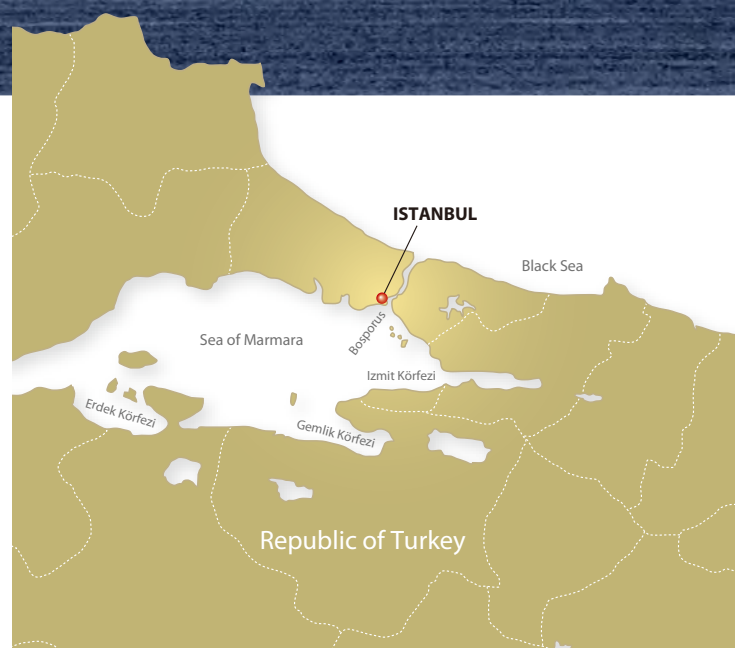 ISTANBUL
Black Sea
Bosporus
Sea of Marmara
Izmit Körfezi
Erdek Körfezi
Gemlik Körfezi
Republic of Turkey